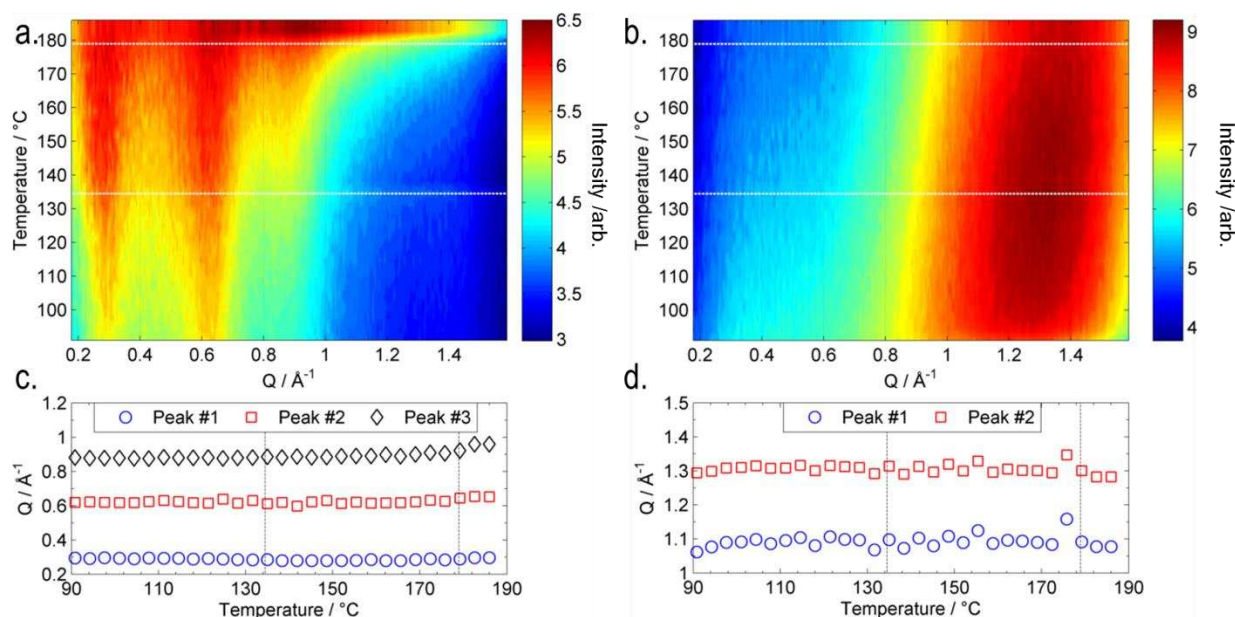 a.
180
170
160
150
140
130
120
110
100
Temperature / °C
0.2 0.4 0.6 0.8 1 1.2 1.4
Q / Å⁻¹
6.5
6
5.5
5
4.5
4
3.5
3
Intensity /arb.
b.
180
170
160
150
140
130
120
110
100
Temperature / °C
0.2 0.4 0.6 0.8 1 1.2 1.4
Q / Å⁻¹
9
8
7
6
5
4
Intensity /arb.
c.
Peak #1 Peak #2 Peak #3
1.2
1
0.8
0.6
0.4
0.2
Q / Å⁻¹
90 110 130 150 170 190
Temperature / °C
d.
Peak #1 Peak #2
1.5
1.4
1.3
1.2
1.1
1
Q / Å⁻¹
90 110 130 150 170 190
Temperature / °C